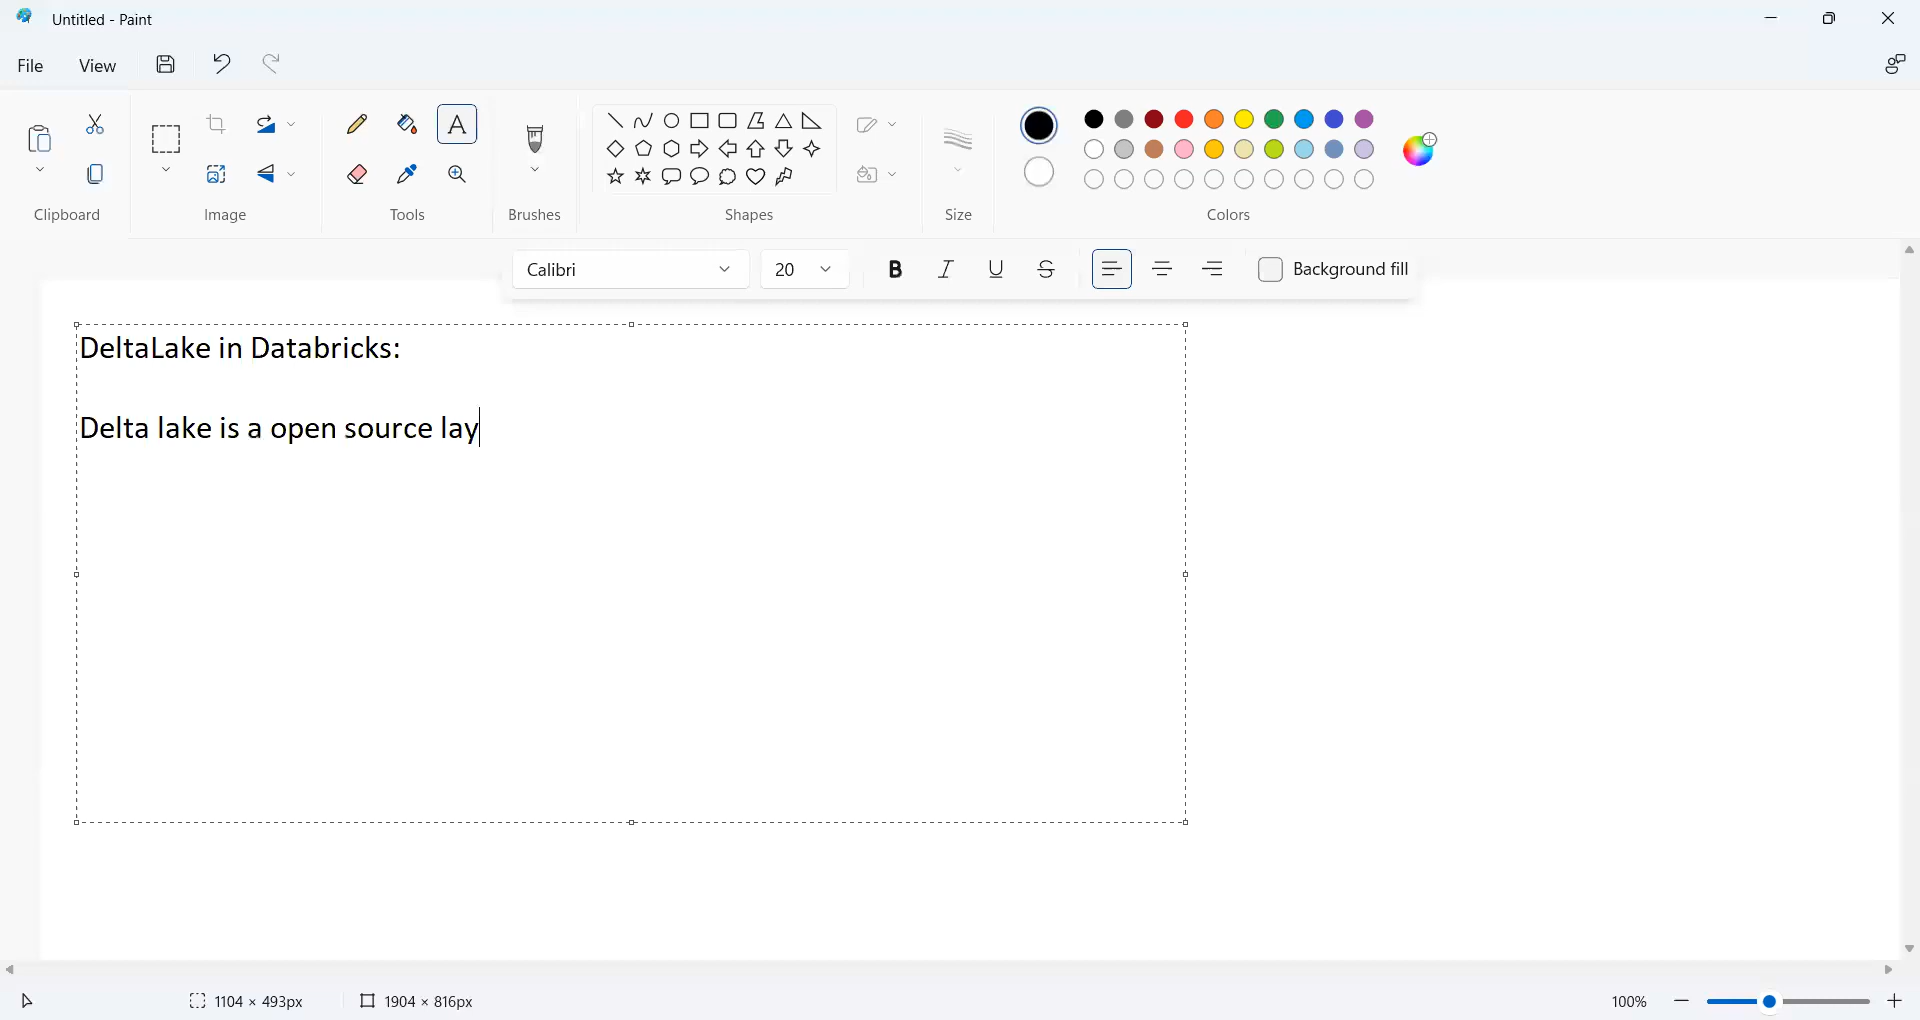 Untitled - Paint
File View
Clipboard Image Tools Brushes Shapes Size Colors
Calibri 20 B I U S Background fill
DeltaLake in Databricks:
Delta lake is a open source lay
1104 × 493px 1904 × 816px 100%